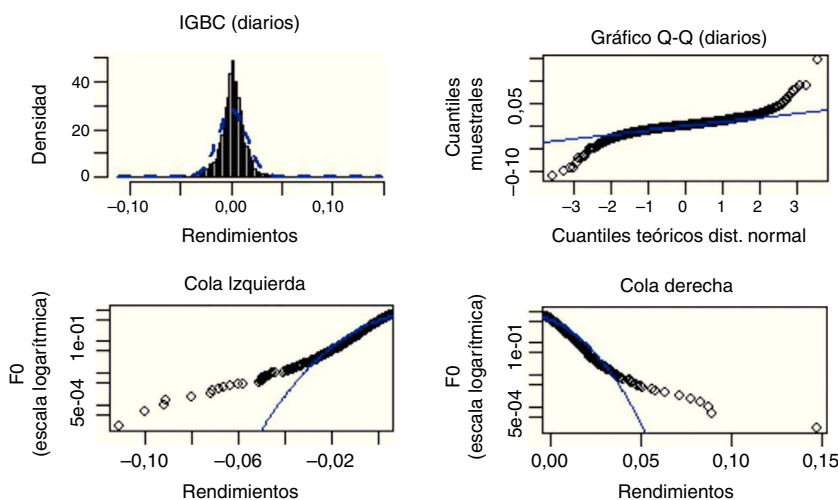 IGBC (diarios)
Densidad
40
20
0
−0,10
0,00
0,10
Rendimientos
Gráfico Q-Q (diarios)
Cuantiles
muestrales
0,05
−0-10
−3
−2
−1
0
1
2
3
Cuantiles teóricos dist. normal
Cola Izquierda
F0
(escala logarítmica)
1e-01
5e-04
−0,10
−0,06
−0,02
Rendimientos
Cola derecha
F0
(escala logarítmica)
1e-01
5e-04
0,00
0,05
0,10
0,15
Rendimientos